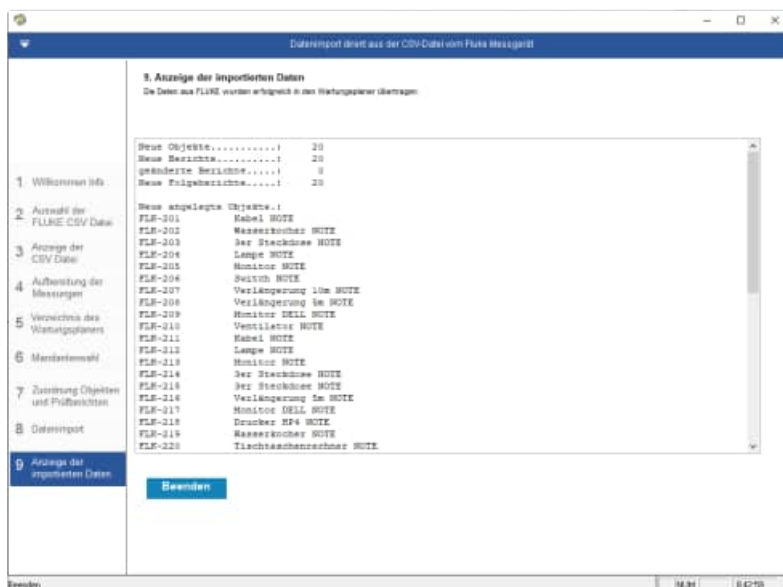 Datenimport direkt aus der CSV-Datei vom Fluke Messgerät
9. Anzeige der importierten Daten
Die Daten aus FLUKE wurden erfolgreich in den Wartungsplaner übertragen
1 Willkommen Info
2 Auswahl der
FLUKE CSV Datei
3 Anzeige der
CSV Datei
4 Aufbereitung der
Messungen
5 Verzeichnis des
Wartungsplaners
6 Mandantenwahl
7 Zuordnung Objekten
und Prüfberichten
8 Datenimport
9 Anzeige der
importierten Daten
Neue Objekte...........: 20
Neue Berichte..........: 20
geänderte Berichte.....: 0
Neue Folgeberichte.....: 20
Neue angelegte Objekte.:
FLK-201 Kabel NOTE
FLK-202 Wasserkocher NOTE
FLK-203 3er Steckdose NOTE
FLK-204 Lampe NOTE
FLK-205 Monitor NOTE
FLK-206 Switch NOTE
FLK-207 Verlängerung 10m NOTE
FLK-208 Verlängerung 5m NOTE
FLK-209 Monitor DELL NOTE
FLK-210 Ventilator NOTE
FLK-211 Kabel NOTE
FLK-212 Lampe NOTE
FLK-213 Monitor NOTE
FLK-214 3er Steckdose NOTE
FLK-215 3er Steckdose NOTE
FLK-216 Verlängerung 5m NOTE
FLK-217 Monitor DELL NOTE
FLK-218 Drucker HP4 NOTE
FLK-219 Wasserkocher NOTE
FLK-220 Tischtaschenrechner NOTE
Beenden
Beenden
NUM